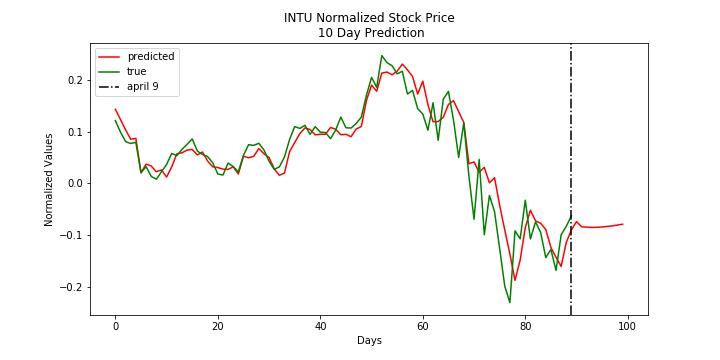 INTU Normalized Stock Price
10 Day Prediction
predicted
true
april 9
0.2
0.1
0.0
−0.1
−0.2
Normalized Values
0
20
40
60
80
100
Days